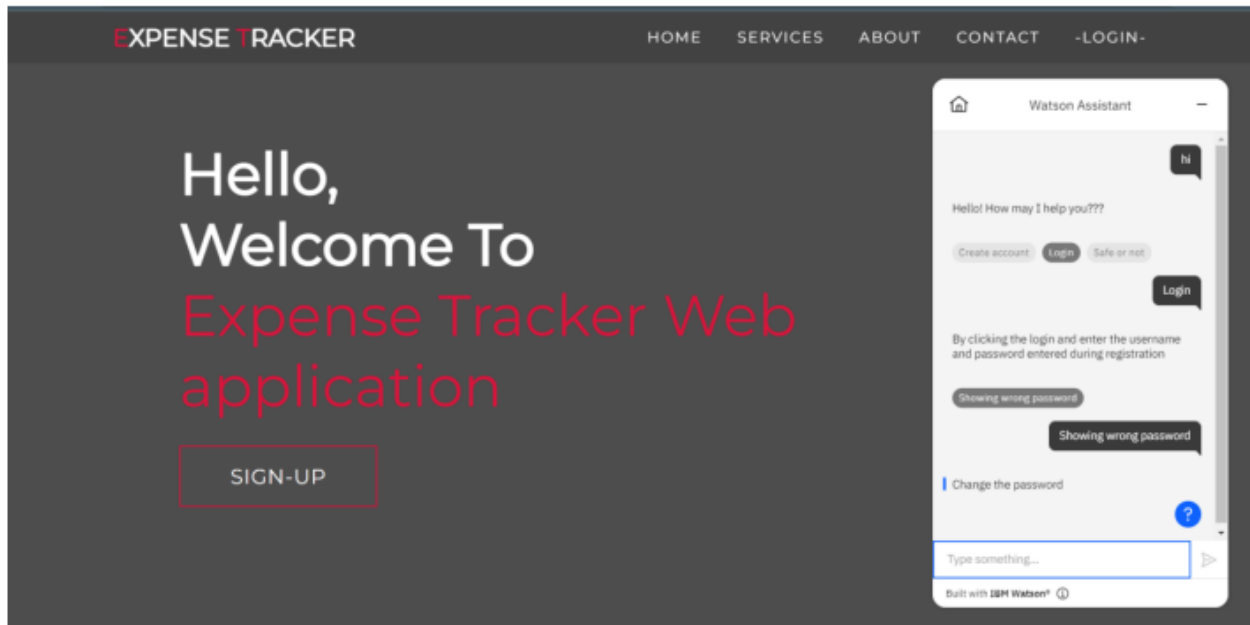 EXPENSE TRACKER
HOME SERVICES ABOUT CONTACT -LOGIN-
Hello,
Welcome To
Expense Tracker Web
application
SIGN-UP
Watson Assistant
hi
Hello! How may I help you???
Create account Login Safe or not
Login
By clicking the login and enter the username
and password entered during registration
Showing wrong password
Showing wrong password
Change the password
?
Type something...
Built with IBM Watson®